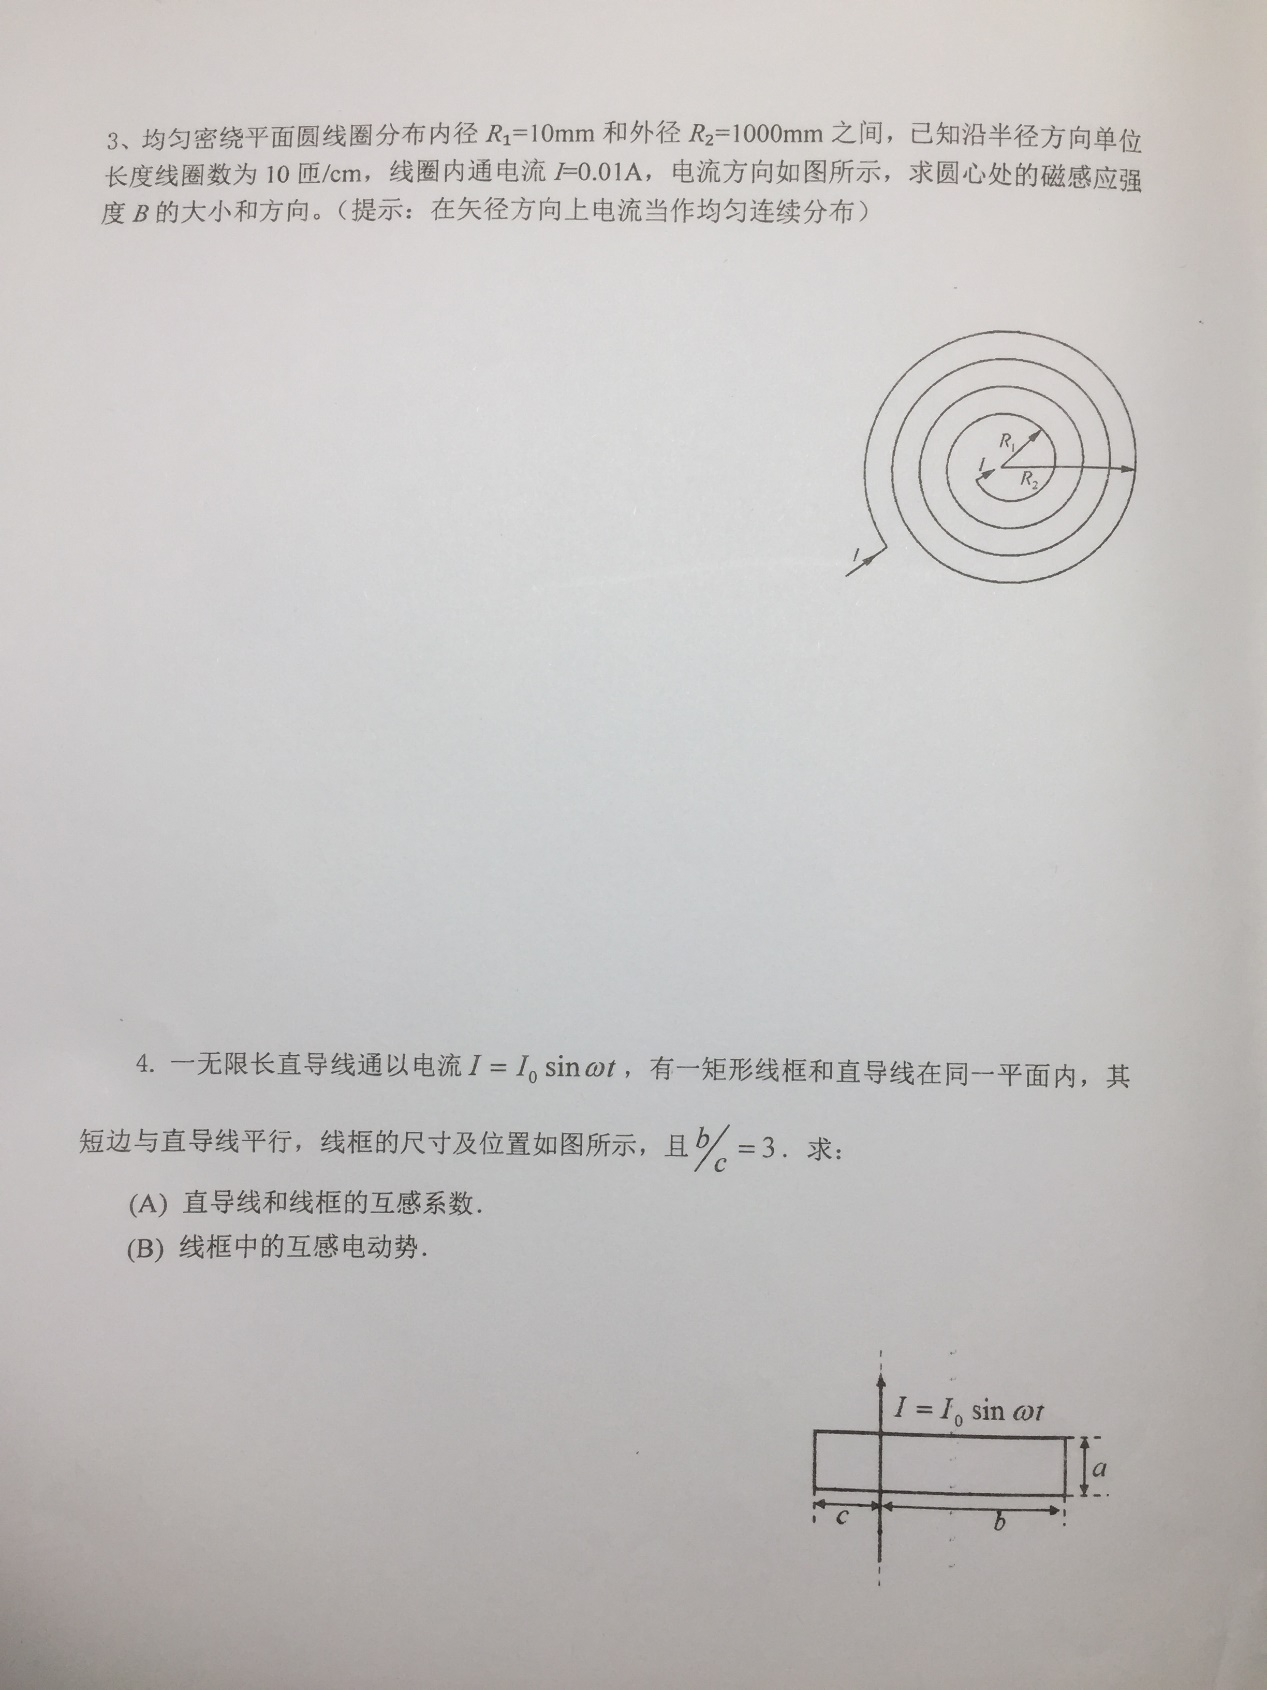 3、均匀密绕平面圆线圈分布内径 R₁=10mm 和外径 R₂=1000mm 之间，已知沿半径方向单位
长度线圈数为 10 匝/cm，线圈内通电流 I=0.01A，电流方向如图所示，求圆心处的磁感应强
度 B 的大小和方向。（提示：在矢径方向上电流当作均匀连续分布）
R₁
I
R₂
I
4. 一无限长直导线通以电流 I = I₀ sin ωt，有一矩形线框和直导线在同一平面内，其
短边与直导线平行，线框的尺寸及位置如图所示，且 b/c = 3．求：
(A) 直导线和线框的互感系数．
(B) 线框中的互感电动势．
I = I₀ sin ωt
a
c
b